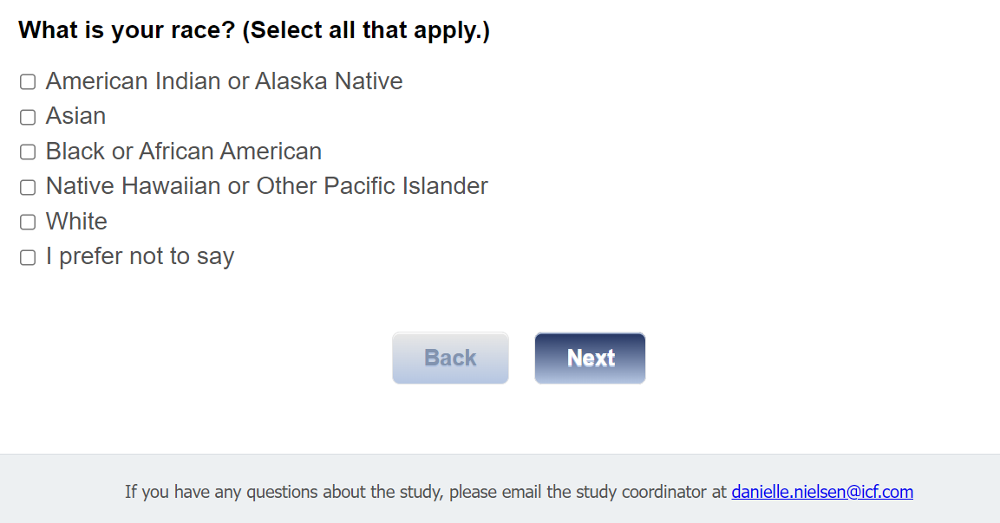 What is your race? (Select all that apply.)
American Indian or Alaska Native
Asian
Black or African American
Native Hawaiian or Other Pacific Islander
White
I prefer not to say
Back
Next
If you have any questions about the study, please email the study coordinator at danielle.nielsen@icf.com